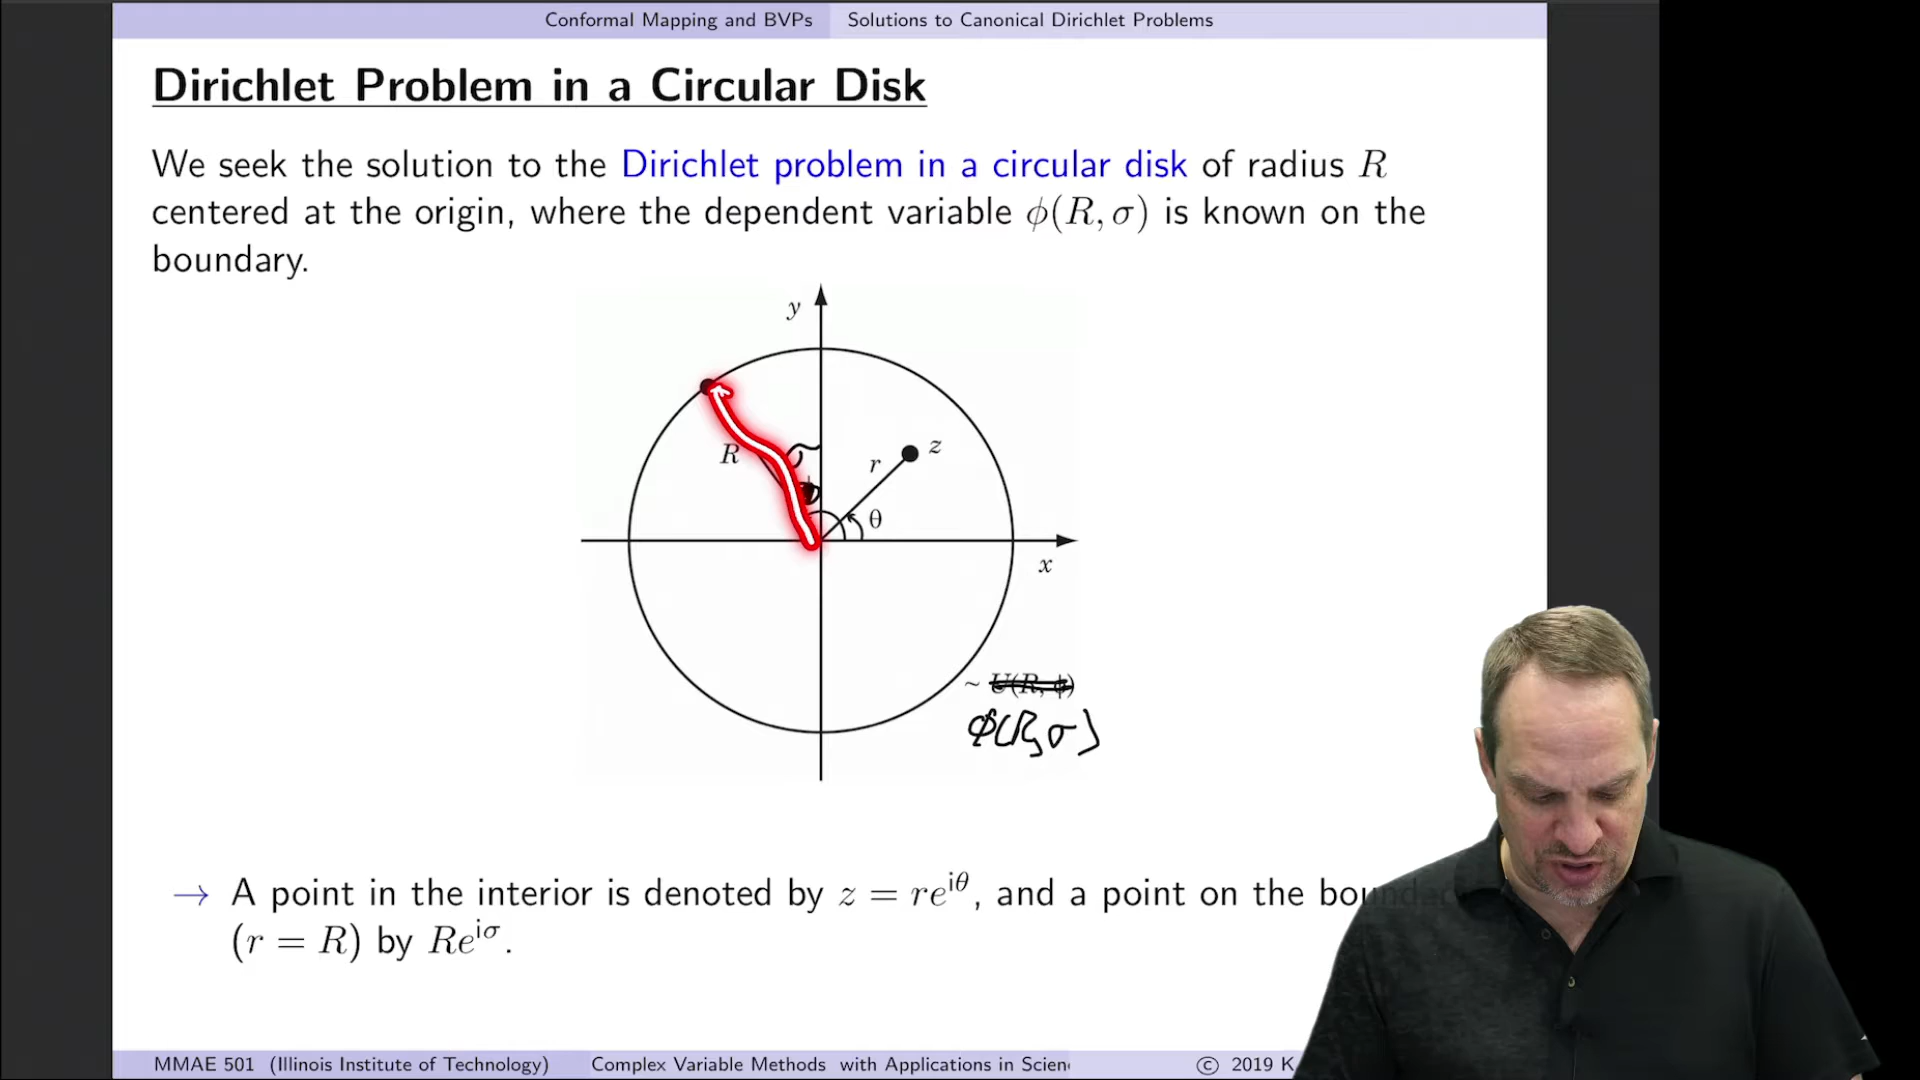 Conformal Mapping and BVPs Solutions to Canonical Dirichlet Problems
Dirichlet Problem in a Circular Disk
We seek the solution to the Dirichlet problem in a circular disk of radius R
centered at the origin, where the dependent variable ϕ(R, σ) is known on the
boundary.
y
R
σ
r
z
θ
x
~ U(R, ϕ)
ϕ(R, σ)
→ A point in the interior is denoted by z = re^{iθ}, and a point on the boundar
(r = R) by Re^{iσ}.
MMAE 501 (Illinois Institute of Technology) Complex Variable Methods with Applications in Scien © 2019 K